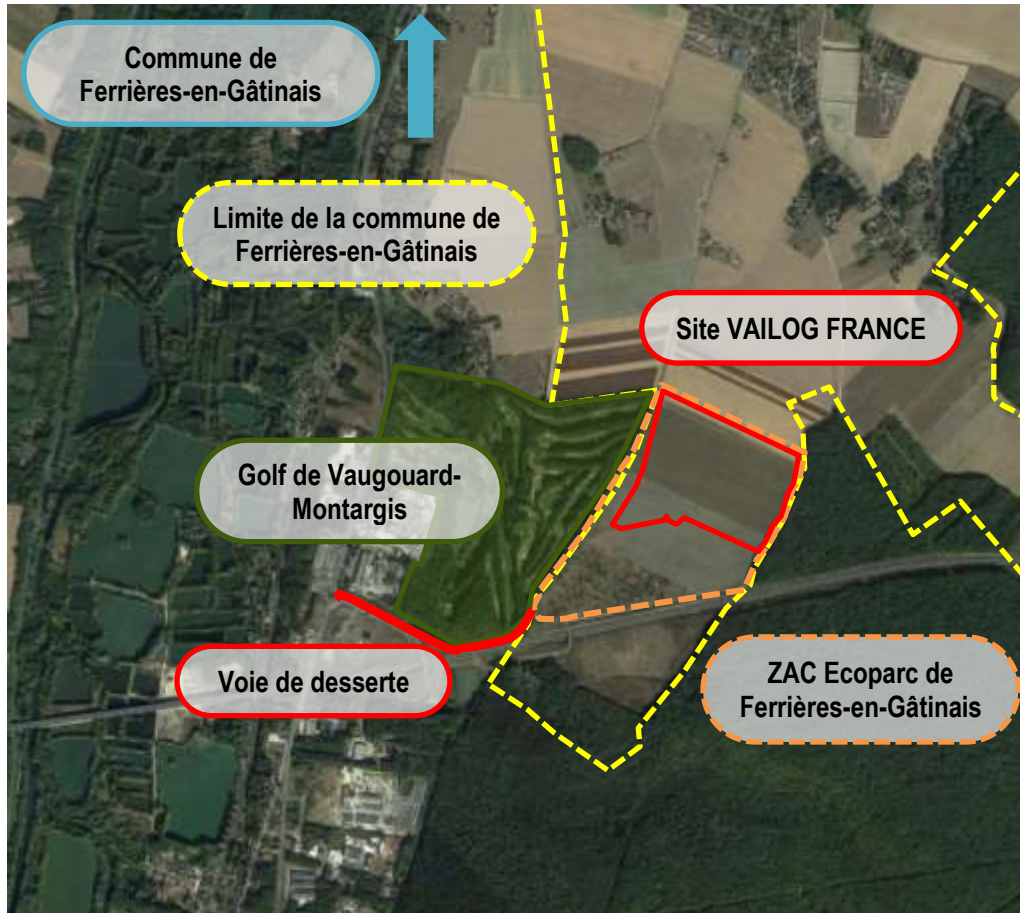 Commune de
Ferrières-en-Gâtinais
Limite de la commune de
Ferrières-en-Gâtinais
Site VAILOG FRANCE
Golf de Vaugouard-
Montargis
Voie de desserte
ZAC Ecoparc de
Ferrières-en-Gâtinais